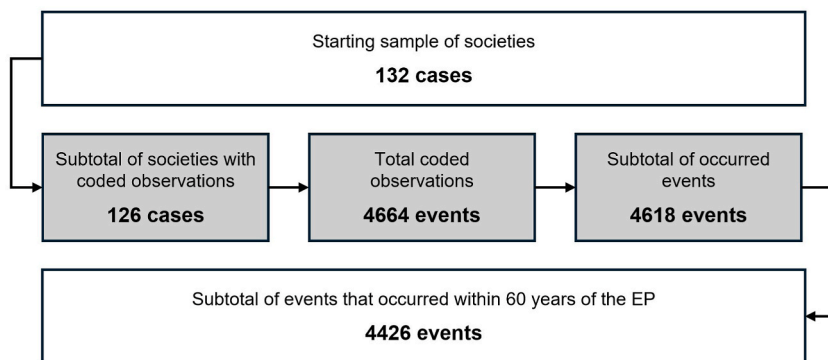 Starting sample of societies
132 cases
Subtotal of societies with
coded observations
126 cases
Total coded
observations
4664 events
Subtotal of occurred
events
4618 events
Subtotal of events that occurred within 60 years of the EP
4426 events